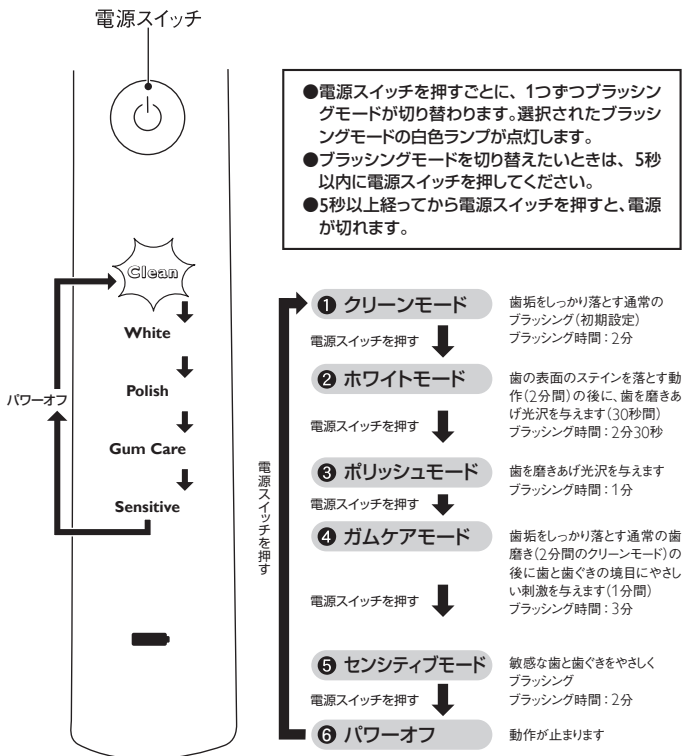 電源スイッチ
●電源スイッチを押すごとに、1つずつブラッシン
グモードが切り替わります。選択されたブラッシ
ングモードの白色ランプが点灯します。
●ブラッシングモードを切り替えたいときは、5秒
以内に電源スイッチを押してください。
●5秒以上経ってから電源スイッチを押すと、電源
が切れます。
Clean
White
Polish
Gum Care
Sensitive
パワーオフ
電源スイッチを押す
❶ クリーンモード
歯垢をしっかり落とす通常の
ブラッシング(初期設定)
ブラッシング時間:2分
電源スイッチを押す
❷ ホワイトモード
歯の表面のステインを落とす動
作(2分間)の後に、歯を磨きあ
げ光沢を与えます(30秒間)
ブラッシング時間:2分30秒
電源スイッチを押す
❸ ポリッシュモード
歯を磨きあげ光沢を与えます
ブラッシング時間:1分
電源スイッチを押す
❹ ガムケアモード
歯垢をしっかり落とす通常の歯
磨き(2分間のクリーンモード)の
後に歯と歯ぐきの境目にやさし
い刺激を与えます(1分間)
ブラッシング時間:3分
電源スイッチを押す
❺ センシティブモード
敏感な歯と歯ぐきをやさしく
ブラッシング
ブラッシング時間:2分
電源スイッチを押す
❻ パワーオフ
動作が止まります